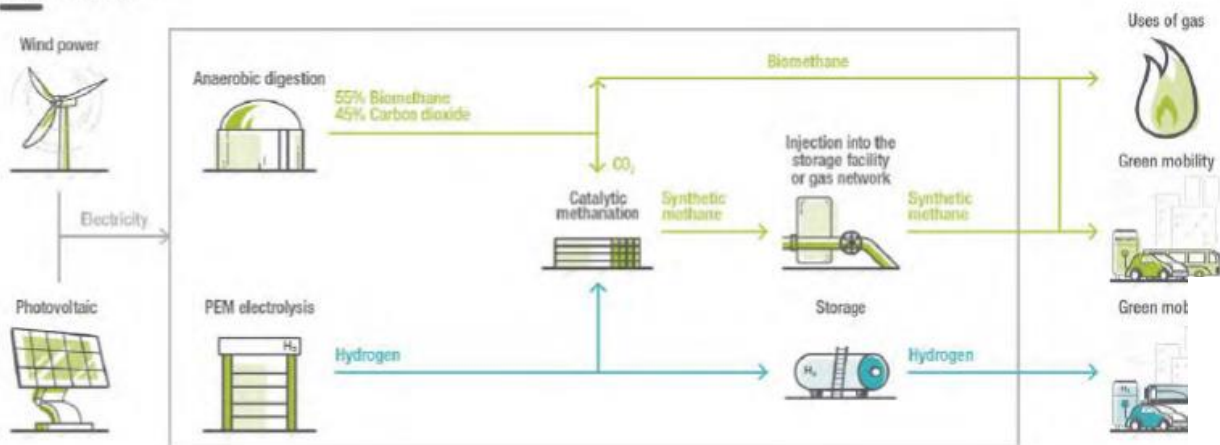 Wind power
Electricity
Photovoltaic
Anaerobic digestion
55% Biomethane
45% Carbos dioxide
CO₂
Catalytic
methanation
PEM electrolysis
H₂
Hydrogen
Biomethane
Synthetic
methane
Injection into the
storage facility
or gas network
Synthetic
methane
Storage
H₂
Hydrogen
Uses of gas
Green mobility
Green mob
H₂